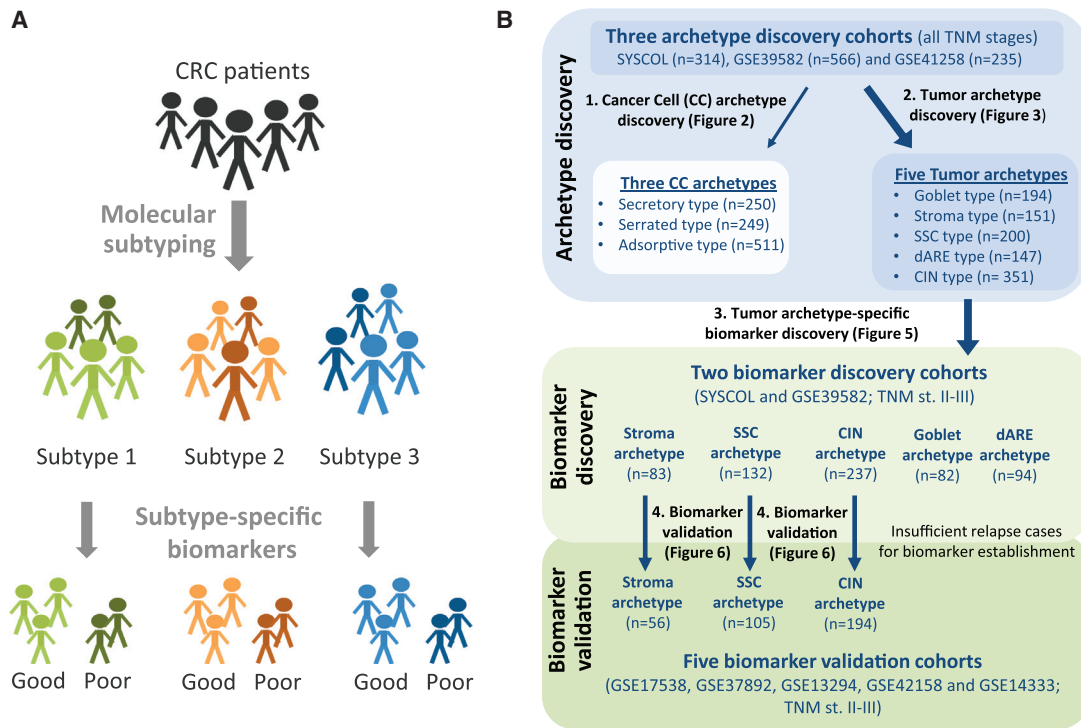 A
CRC patients
Molecular
subtyping
Subtype 1
Subtype 2
Subtype 3
Subtype-specific
biomarkers
Good
Poor
Good
Poor
Good
Poor
B
Archetype discovery
Three archetype discovery cohorts (all TNM stages)
SYSCOL (n=314), GSE39582 (n=566) and GSE41258 (n=235)
1. Cancer Cell (CC) archetype
discovery (Figure 2)
2. Tumor archetype
discovery (Figure 3)
Three CC archetypes
• Secretory type (n=250)
• Serrated type (n=249)
• Adsorptive type (n=511)
Five Tumor archetypes
• Goblet type (n=194)
• Stroma type (n=151)
• SSC type (n=200)
• dARE type (n=147)
• CIN type (n= 351)
3. Tumor archetype-specific
biomarker discovery (Figure 5)
Biomarker
discovery
Two biomarker discovery cohorts
(SYSCOL and GSE39582; TNM st. II-III)
Stroma
archetype
(n=83)
SSC
archetype
(n=132)
CIN
archetype
(n=237)
Goblet
archetype
(n=82)
dARE
archetype
(n=94)
4. Biomarker
validation
(Figure 6)
4. Biomarker
validation
(Figure 6)
Insufficient relapse cases
for biomarker establishment
Biomarker
validation
Stroma
archetype
(n=56)
SSC
archetype
(n=105)
CIN
archetype
(n=194)
Five biomarker validation cohorts
(GSE17538, GSE37892, GSE13294, GSE42158 and GSE14333;
TNM st. II-III)